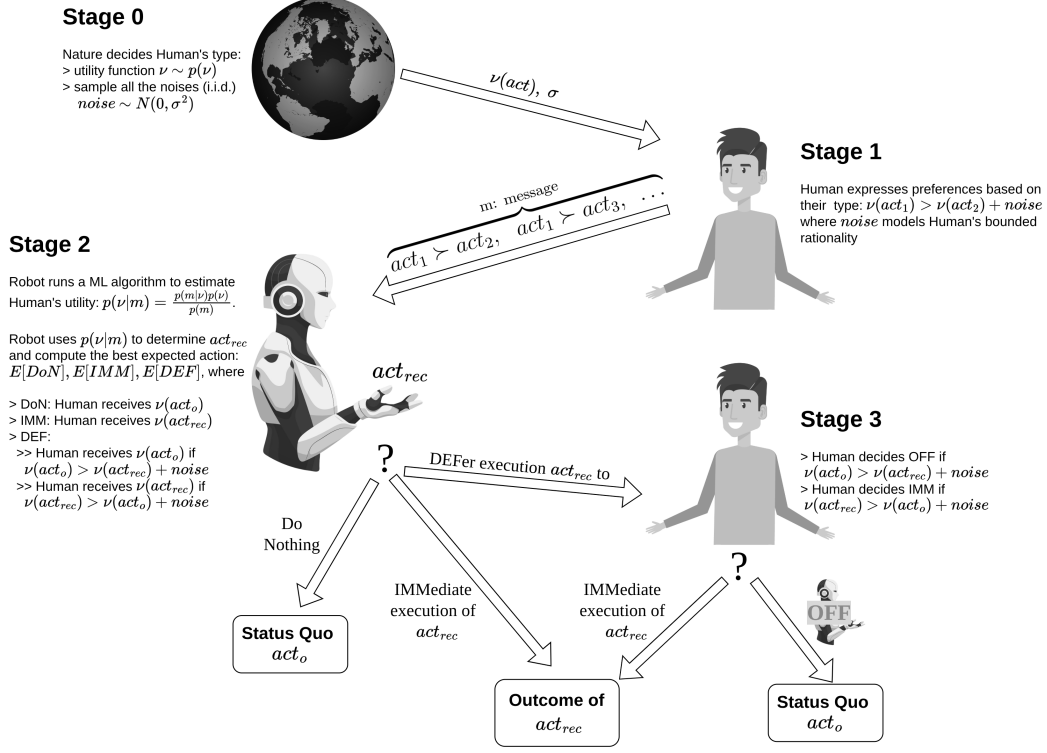 Stage 0
Nature decides Human's type:
> utility function ν ∼ p(ν)
> sample all the noises (i.i.d.)
noise ∼ N(0, σ²)
ν(act), σ
Stage 1
Human expresses preferences based on
their type: ν(act₁) > ν(act₂) + noise
where noise models Human's bounded
rationality
m: message
act₁ ≻ act₂, act₁ ≻ act₃, ...
Stage 2
Robot runs a ML algorithm to estimate
Human's utility: p(ν|m) = p(m|ν)p(ν) / p(m).
Robot uses p(ν|m) to determine act_rec
and compute the best expected action:
E[DoN], E[IMM], E[DEF], where
> DoN: Human receives ν(act_o)
> IMM: Human receives ν(act_rec)
> DEF:
>> Human receives ν(act_o) if
ν(act_o) > ν(act_rec) + noise
>> Human receives ν(act_rec) if
ν(act_rec) > ν(act_o) + noise
act_rec
?
DEFer execution act_rec to
Stage 3
> Human decides OFF if
ν(act_o) > ν(act_rec) + noise
> Human decides IMM if
ν(act_rec) > ν(act_o) + noise
Do
Nothing
IMMediate
execution of
act_rec
?
IMMediate
execution of
act_rec
OFF
Status Quo
act_o
Outcome of
act_rec
Status Quo
act_o